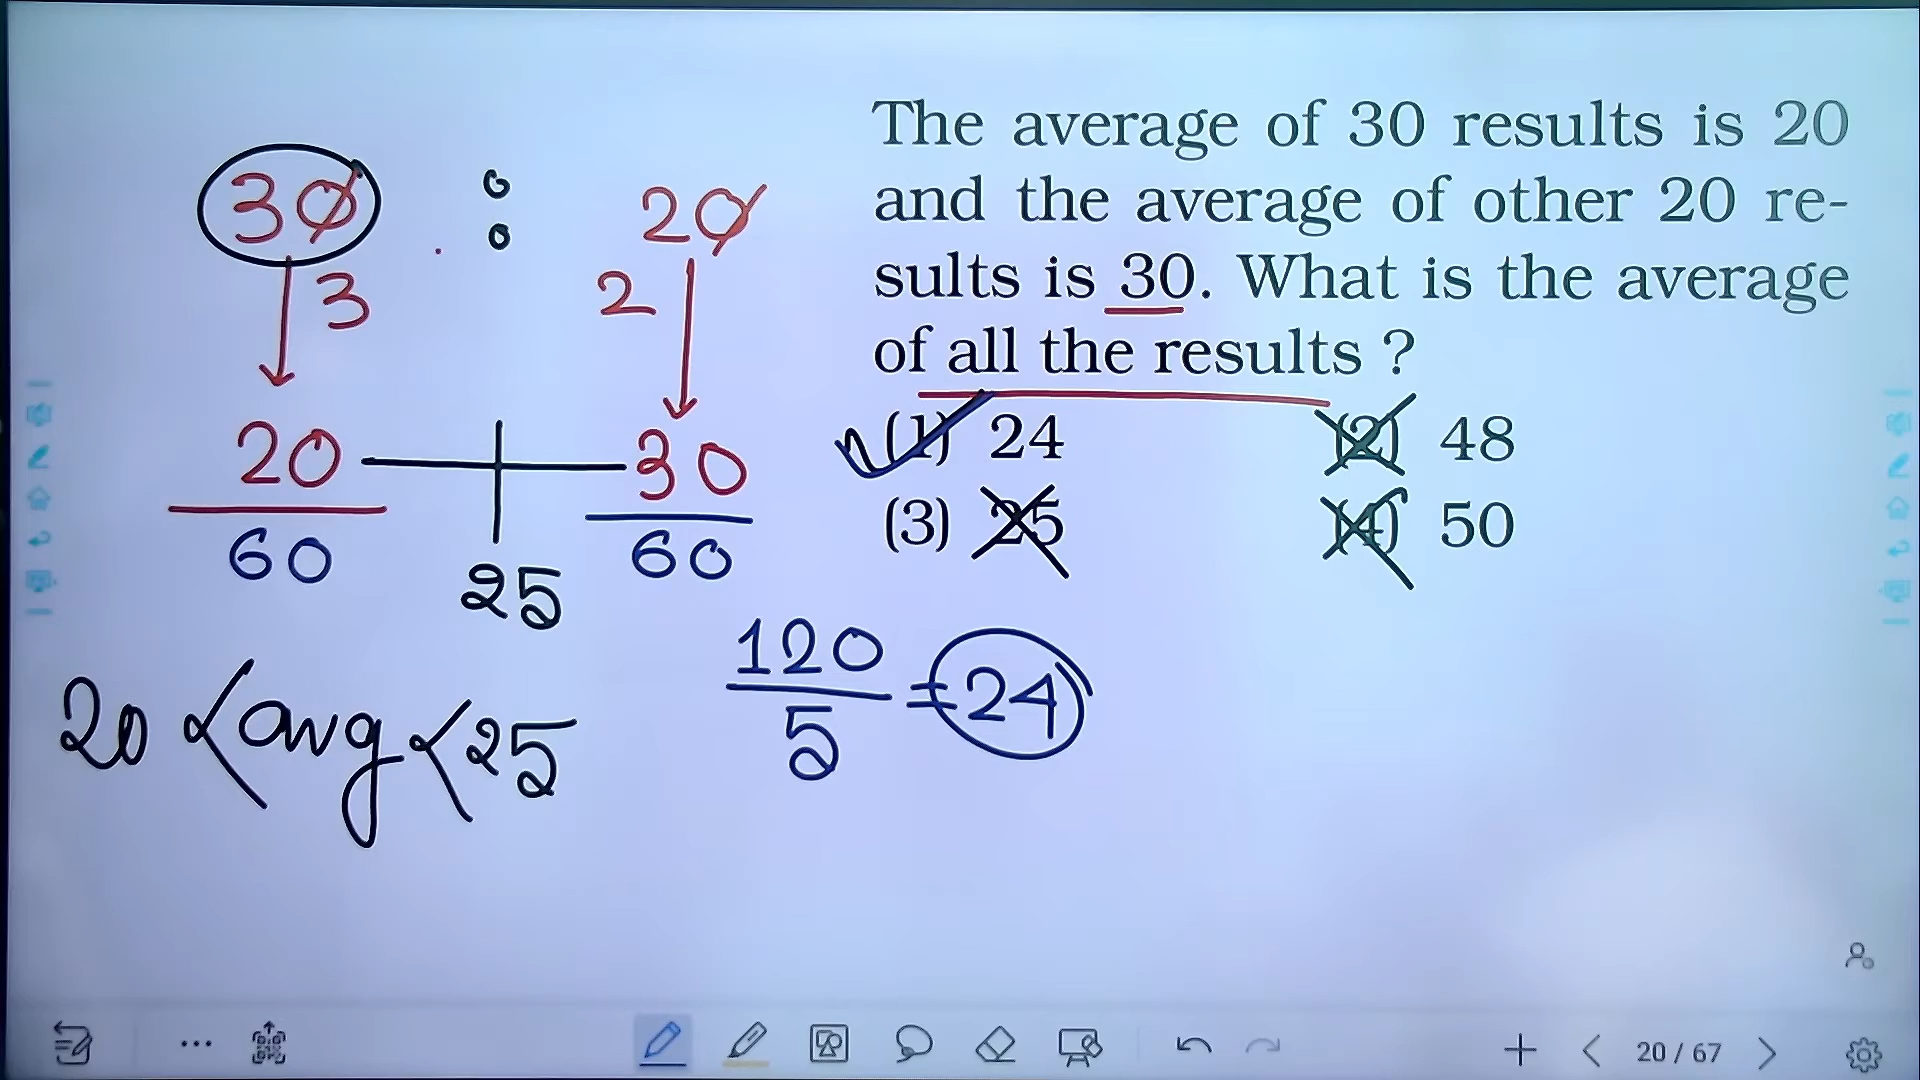 The average of 30 results is 20
and the average of other 20 re-
sults is 30. What is the average
of all the results ?
(1) 24 (2) 48
(3) 25 (4) 50
30 : 20
3 2
20 30
60 60
25
20 < avg < 25
120
5
= 24
20 / 67